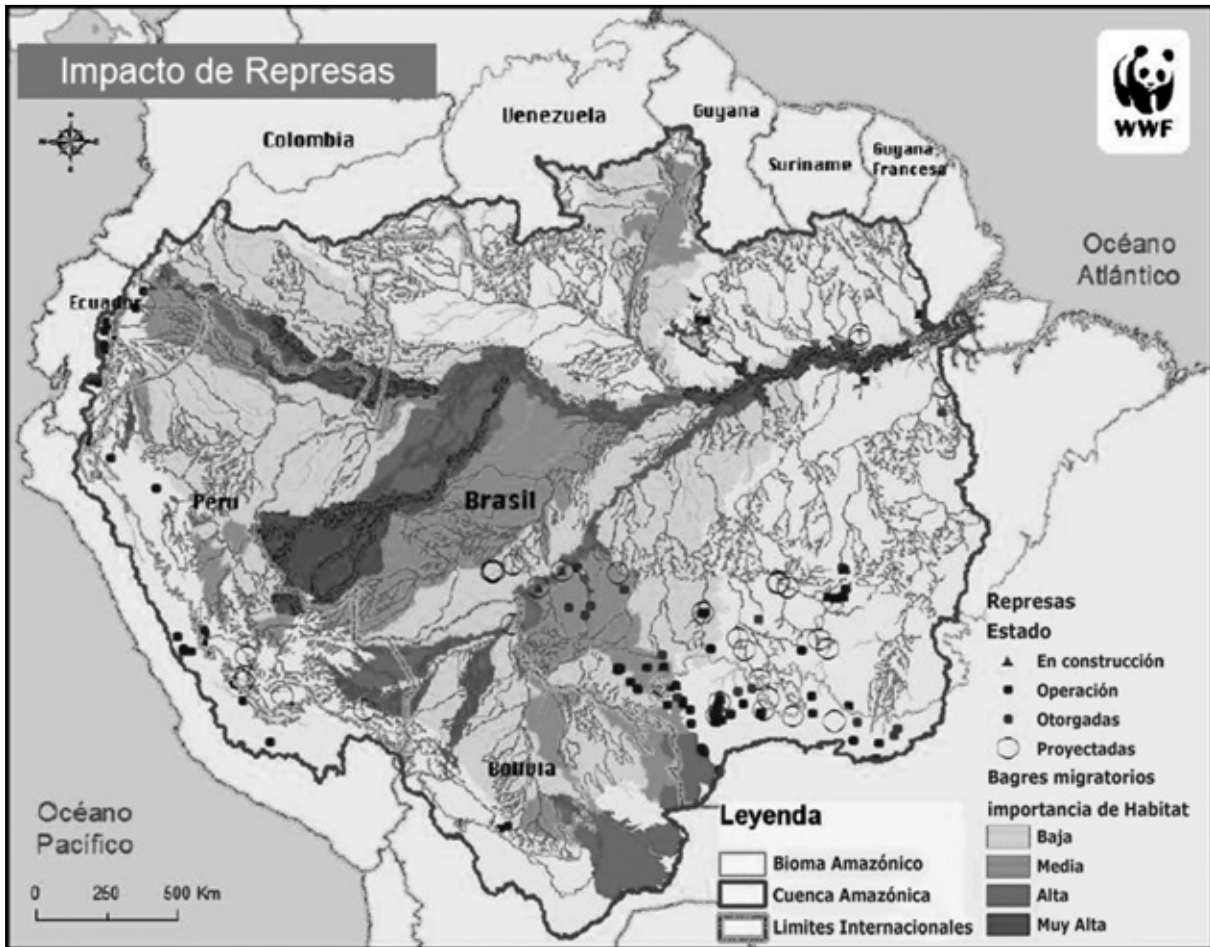 Impacto de Represas
WWF
N
Colombia
Venezuela
Guyana
Suriname
Guyana
Francesa
Océano
Atlántico
Ecuador
Peru
Brasil
Bolivia
Océano
Pacífico
0 250 500 Km
Represas
Estado
En construcción
Operación
Otorgadas
Proyectadas
Bagres migratorios
importancia de Habitat
Baja
Media
Alta
Muy Alta
Leyenda
Bioma Amazónico
Cuenca Amazónica
Limites Internacionales